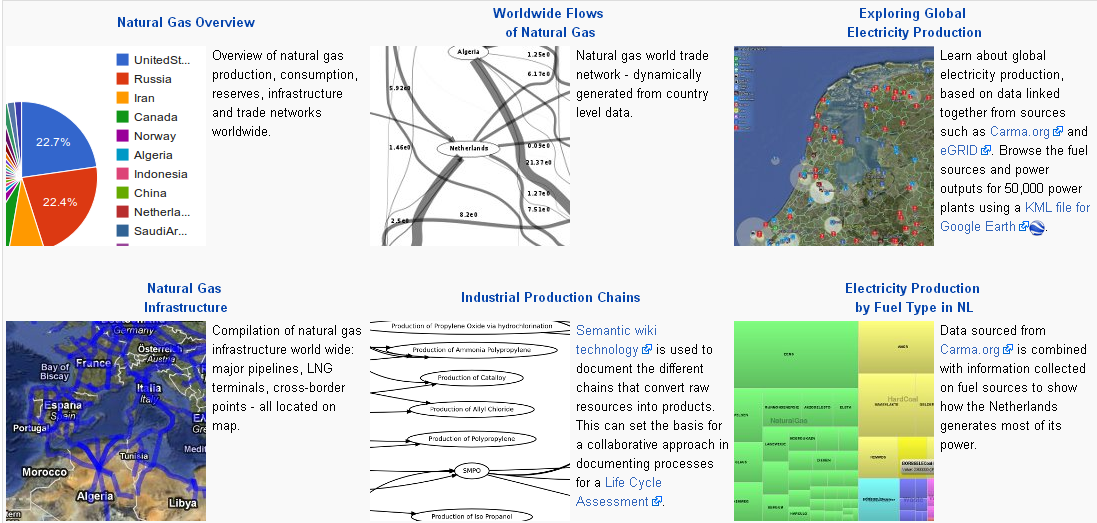 Natural Gas Overview
UnitedSt...
Russia
Iran
Canada
Norway
Algeria
Indonesia
China
Netherla...
SaudiAr...
22.7%
22.4%
Overview of natural gas
production, consumption,
reserves, infrastructure
and trade networks
worldwide.
Worldwide Flows
of Natural Gas
Algeria
1.25e0
6.17e0
5.92e0
1.46e0
Netherlands
0.09e0
21.37e0
1.27e0
7.51e0
2.5e0
8.2e0
Natural gas world trade
network - dynamically
generated from country
level data.
Exploring Global
Electricity Production
Learn about global
electricity production,
based on data linked
together from sources
such as Carma.org and
eGRID. Browse the fuel
sources and power
outputs for 50,000 power
plants using a KML file for
Google Earth.
Natural Gas
Infrastructure
Deutschland
Germany
Österreich
Austria
France
Bay of
Biscay
Italia
Italy
España
Spain
Portugal
Tunisia
Morocco
Algeria
Libya
Compilation of natural gas
infrastructure world wide:
major pipelines, LNG
terminals, cross-border
points - all located on
map.
Industrial Production Chains
Production of Propylene Oxide via hydrochlorination
Production of Ammonia Polypropylene
Production of Catalloy
Production of Allyl Chloride
Production of Polypropylene
SMPO
Production of Iso Propanol
Semantic wiki
technology is used to
document the different
chains that convert raw
resources into products.
This can set the basis for
a collaborative approach in
documenting processes
for a Life Cycle
Assessment.
Electricity Production
by Fuel Type in NL
HardCoal
NaturalGas
Data sourced from
Carma.org is combined
with information collected
on fuel sources to show
how the Netherlands
generates most of its
power.